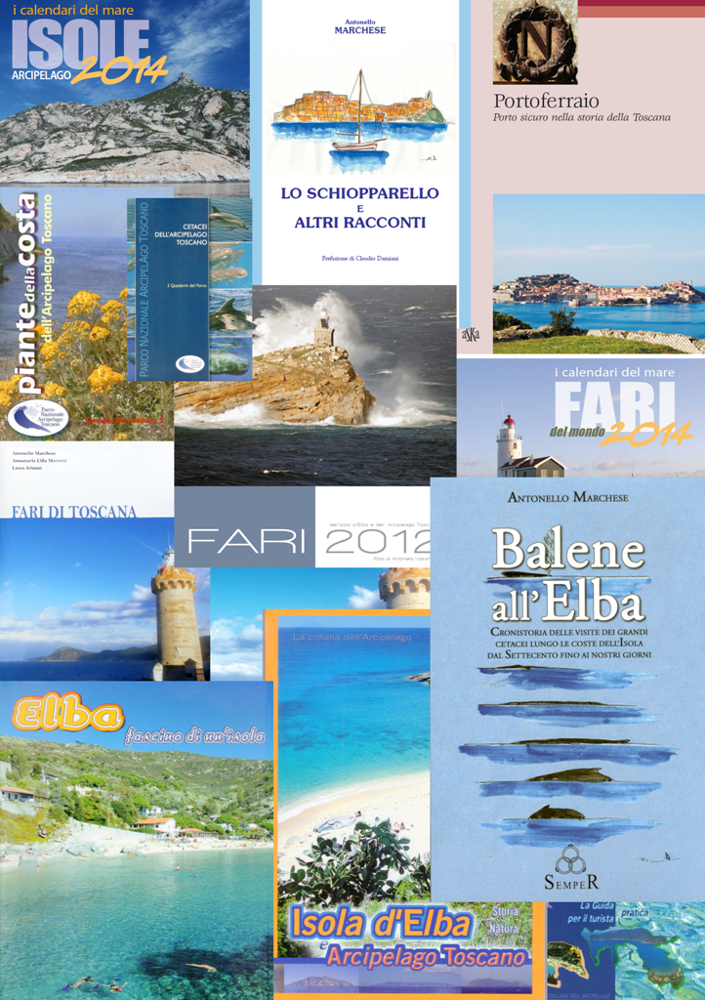 i calendari del mare
ISOLE
ARCIPELAGO 2014
Antonello
MARCHESE
LO SCHIOPPARELLO
E
ALTRI RACCONTI
Prefazione di Claudio Damiani
N
Portoferraio
Porto sicuro nella storia della Toscana
aska
piante della costa
dell'Arcipelago Toscano
Parco
Nazionale
Arcipelago
Toscano
PARCO NAZIONALE ARCIPELAGO TOSCANO
CETACEI
DELL'ARCIPELAGO
TOSCANO
2 Quaderni del Parco
i calendari del mare
FARI
del mondo 2014
Antonello Marchese
Annamaria Lilla Mariotti
Laura Jelmini
FARI DI TOSCANA
FARI 2012
dell'isola d'Elba e dell' Arcipelago Tosc
Foto di Antonello March
ANTONELLO MARCHESE
Balene
all'Elba
CRONISTORIA DELLE VISITE DEI GRANDI
CETACEI LUNGO LE COSTE DELL'ISOLA
DAL SETTECENTO FINO AI NOSTRI GIORNI
SEMPER
La collana dell'Arcipelago
Elba
fascino di un'isola
Isola d'Elba
e Arcipelago Toscano
Storia
Natura
La Guida
per il turista
pratica